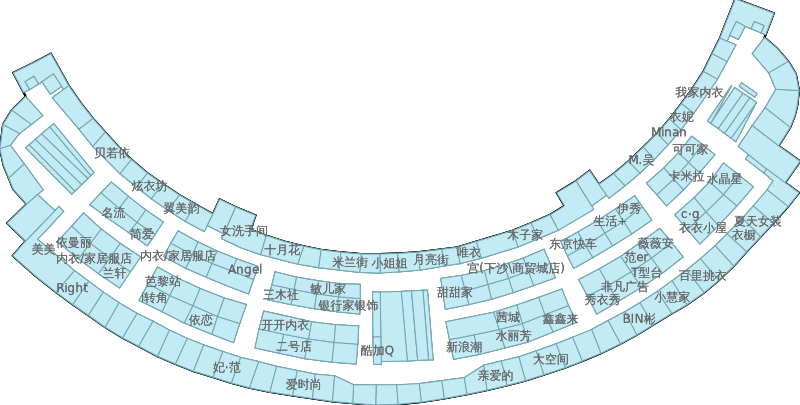 我家内衣
衣妮
Minan
可可家
M.吴
卡米拉
水晶星
贝若依
炫衣坊
翼美韵
名流
简爱
女洗手间
伊秀
生活+
c·g
衣衣小屋
夏天女装
衣橱
美美
依曼丽
内衣/家居服店
兰轩
内衣/家居服店
十月花
米兰街
小姐姐
月亮街
唯衣
木子家
东京快车
薇薇安
范er
T型台
百里挑衣
Right
芭黎站
转角
Angel
三木社
敏儿家
银行家银饰
甜甜家
宫(下沙\商贸城店)
非凡广告
秀衣秀
小慧家
依恋
开开内衣
二号店
酷加Q
茜城
水丽芳
鑫鑫来
BIN彬
新浪潮
大空间
妃·范
爱时尚
亲爱的